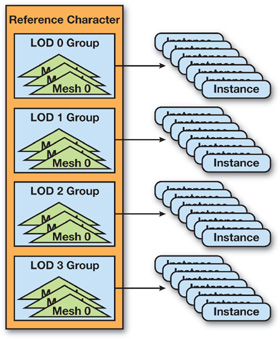 Reference Character
LOD 0 Group
Mesh 0
Instance
LOD 1 Group
Mesh 0
Instance
LOD 2 Group
Mesh 0
Instance
LOD 3 Group
Mesh 0
Instance